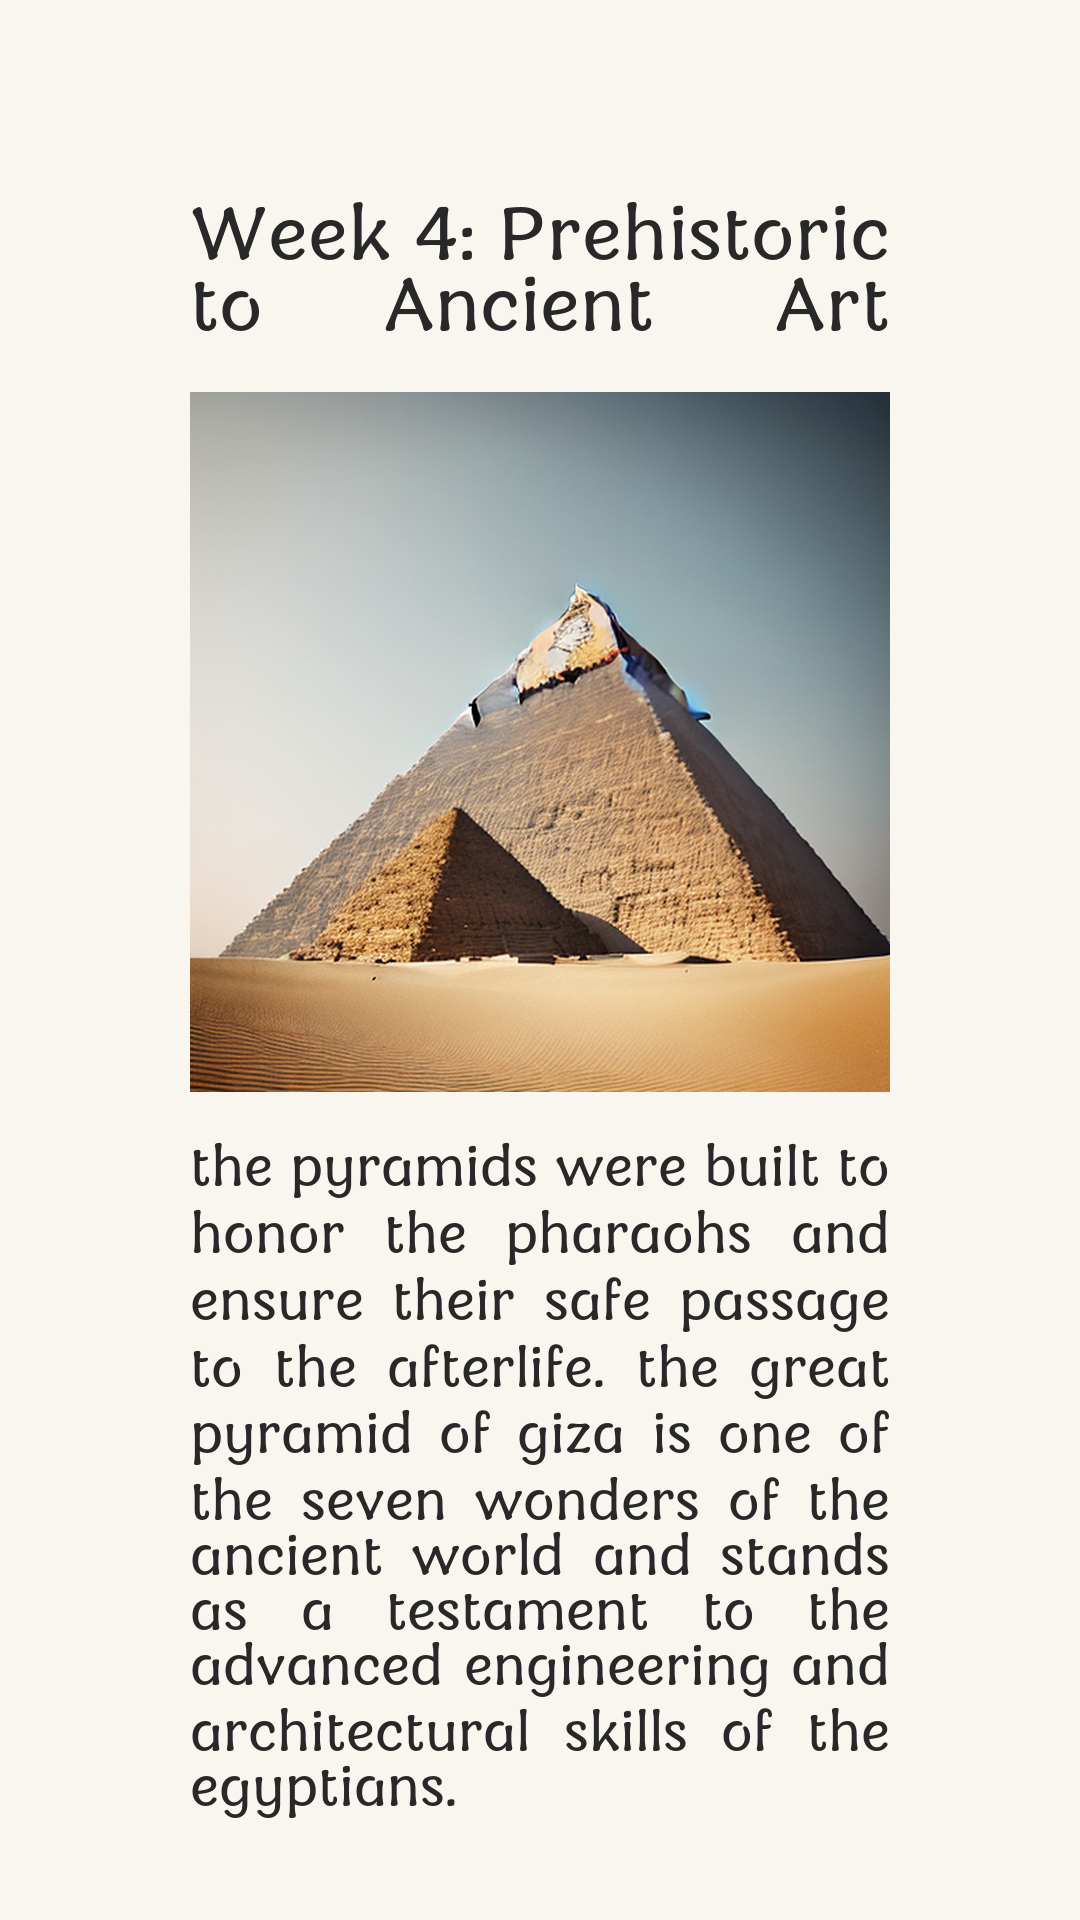 Week 4: Prehistoric
to Ancient Art
the pyramids were built to
honor the pharaohs and
ensure their safe passage
to the afterlife. the great
pyramid of giza is one of
the seven wonders of the
ancient world and stands
as a testament to the
advanced engineering and
architectural skills of the
egyptians.